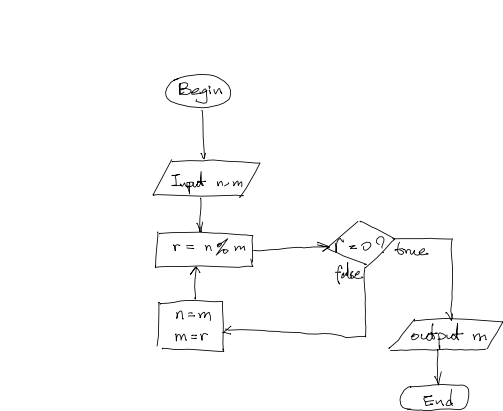 Begin
Input n,m
r = n % m
r = 0?
true
false
n=m
m=r
output m
End